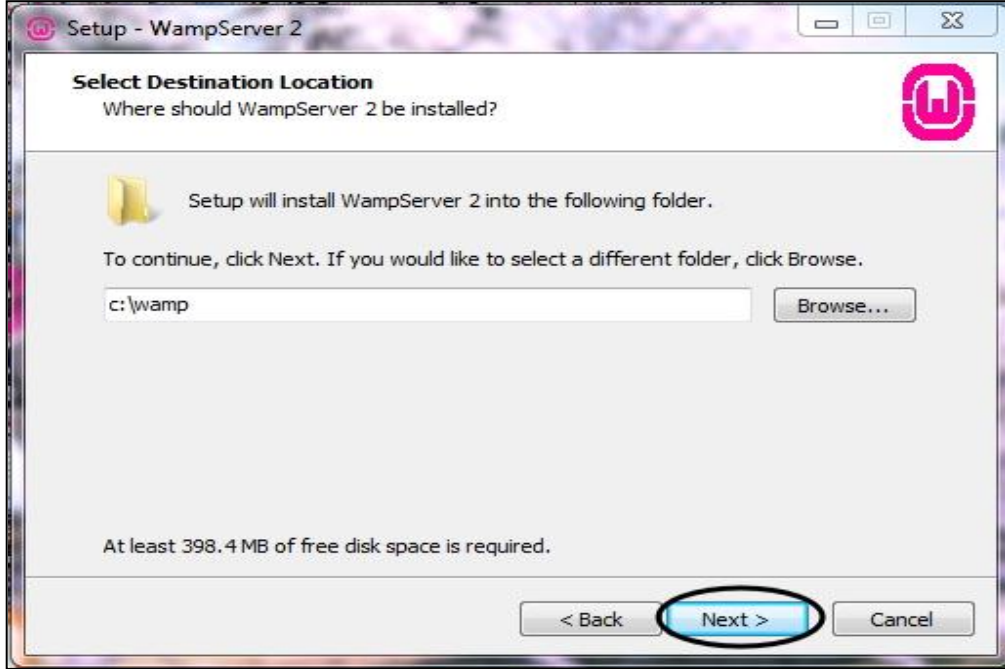 Setup - WampServer 2
Select Destination Location
Where should WampServer 2 be installed?
Setup will install WampServer 2 into the following folder.
To continue, click Next. If you would like to select a different folder, click Browse.
c:\wamp
Browse...
At least 398.4 MB of free disk space is required.
< Back Next > Cancel